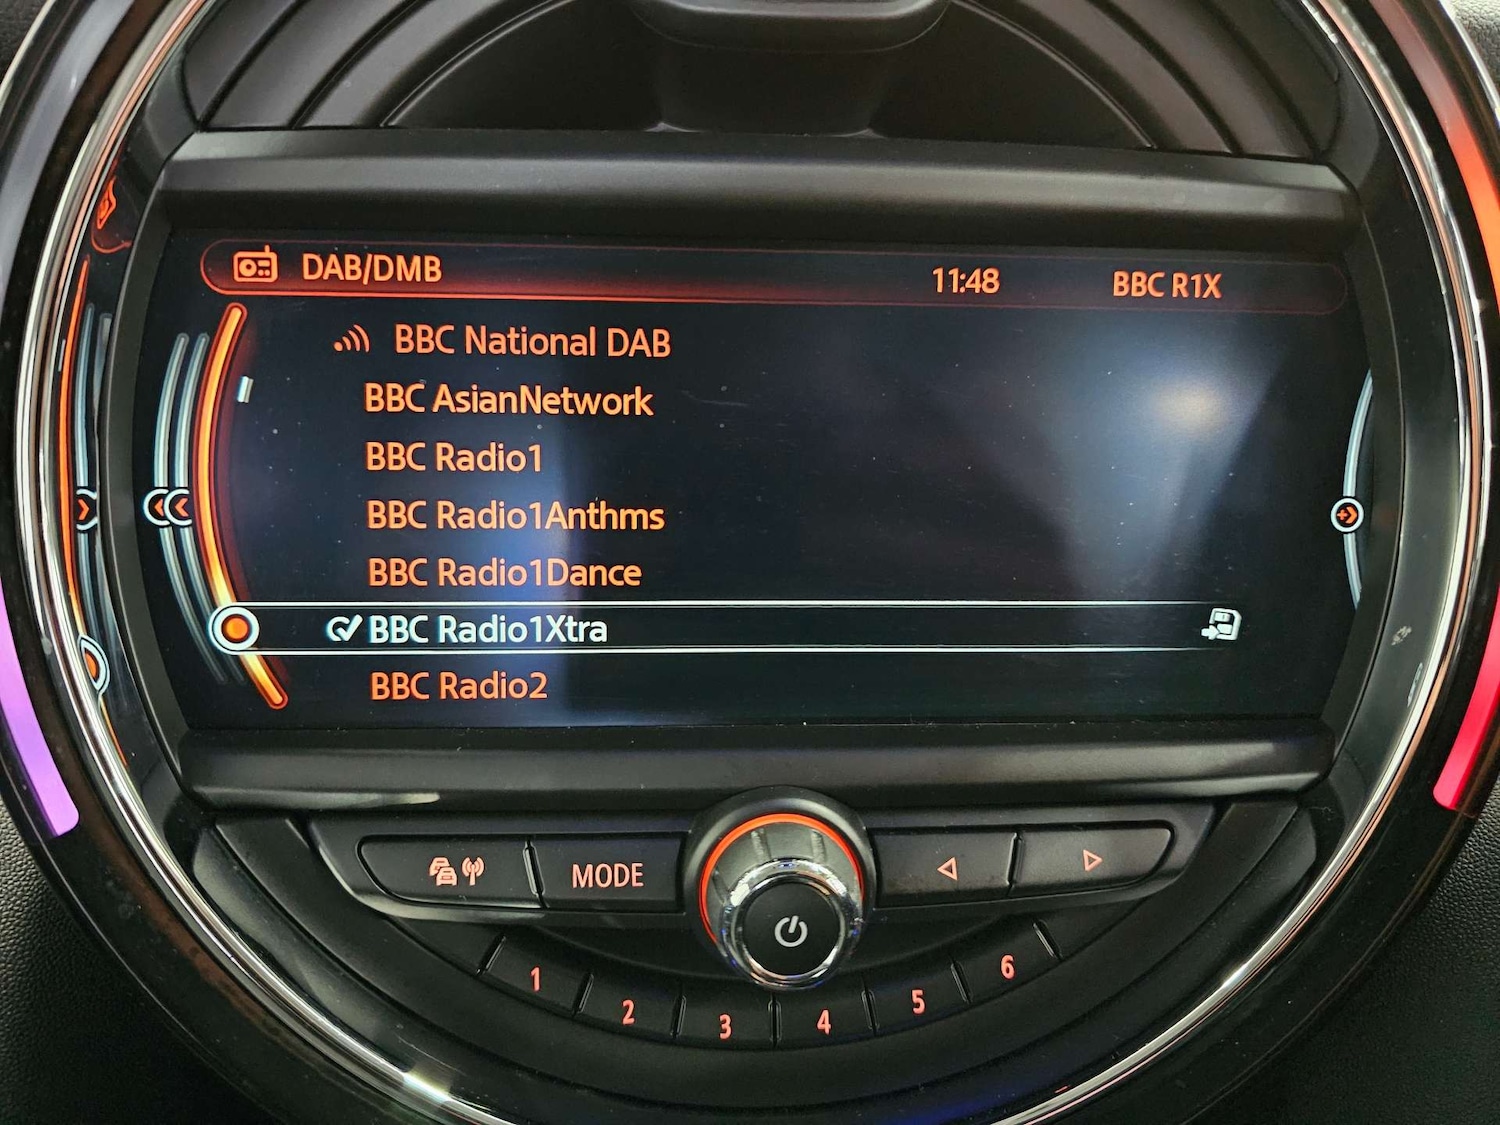 DAB/DMB 11:48 BBC R1X
BBC National DAB
BBC AsianNetwork
BBC Radio1
BBC Radio1Anthms
BBC Radio1Dance
BBC Radio1Xtra
BBC Radio2
MODE
1 2 3 4 5 6